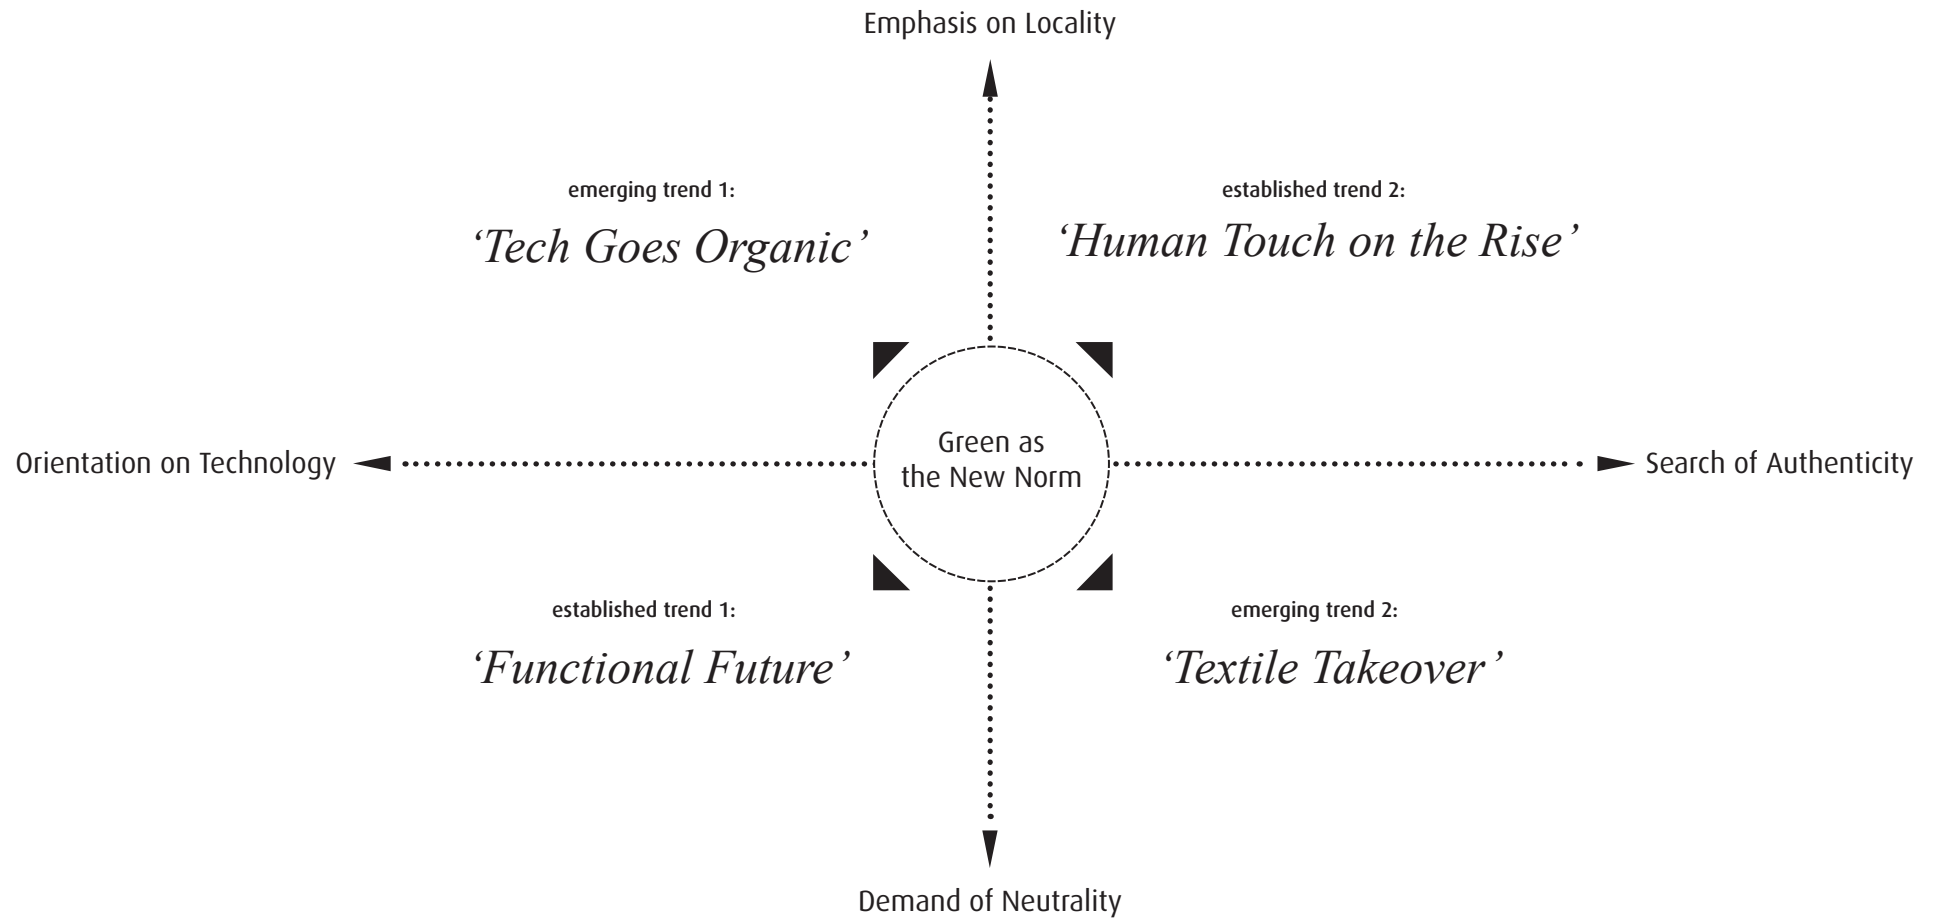 Emphasis on Locality
emerging trend 1:
‘Tech Goes Organic’
established trend 2:
‘Human Touch on the Rise’
Orientation on Technology
Green as
the New Norm
Search of Authenticity
established trend 1:
‘Functional Future’
emerging trend 2:
‘Textile Takeover’
Demand of Neutrality